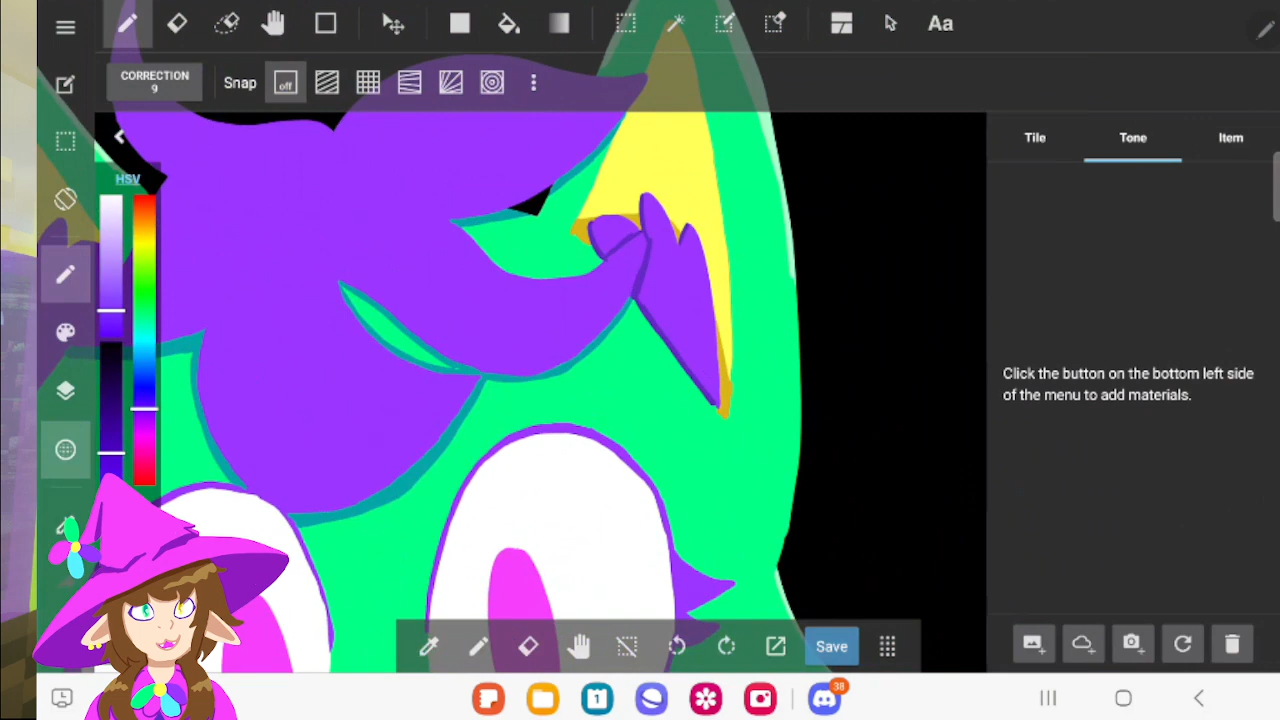 Aa
CORRECTION
9
Snap
off
Tile
Tone
Item
HSV
Click the button on the bottom left side
of the menu to add materials.
Save
1
38